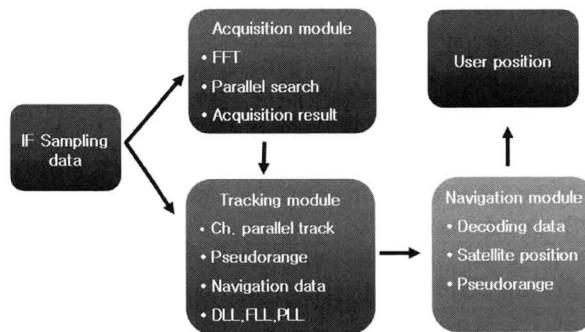 IF Sampling
data
Acquisition module
• FFT
• Parallel search
• Acquisition result
Tracking module
• Ch. parallel track
• Pseudorange
• Navigation data
• DLL,FLL,PLL
User position
Navigation module
• Decoding data
• Satellite position
• Pseudorange